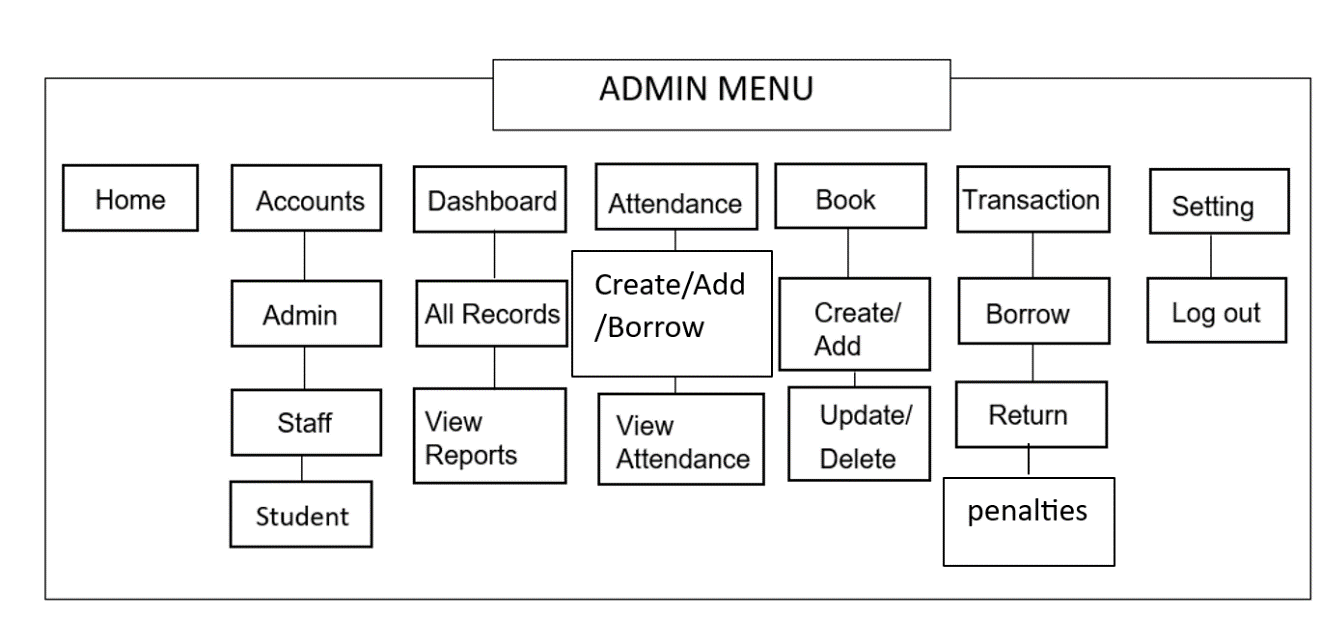 ADMIN MENU
Home
Accounts
Dashboard
Attendance
Book
Transaction
Setting
Admin
All Records
Create/Add
/Borrow
Create/
Add
Borrow
Log out
Staff
View
Reports
View
Attendance
Update/
Delete
Return
Student
penalties